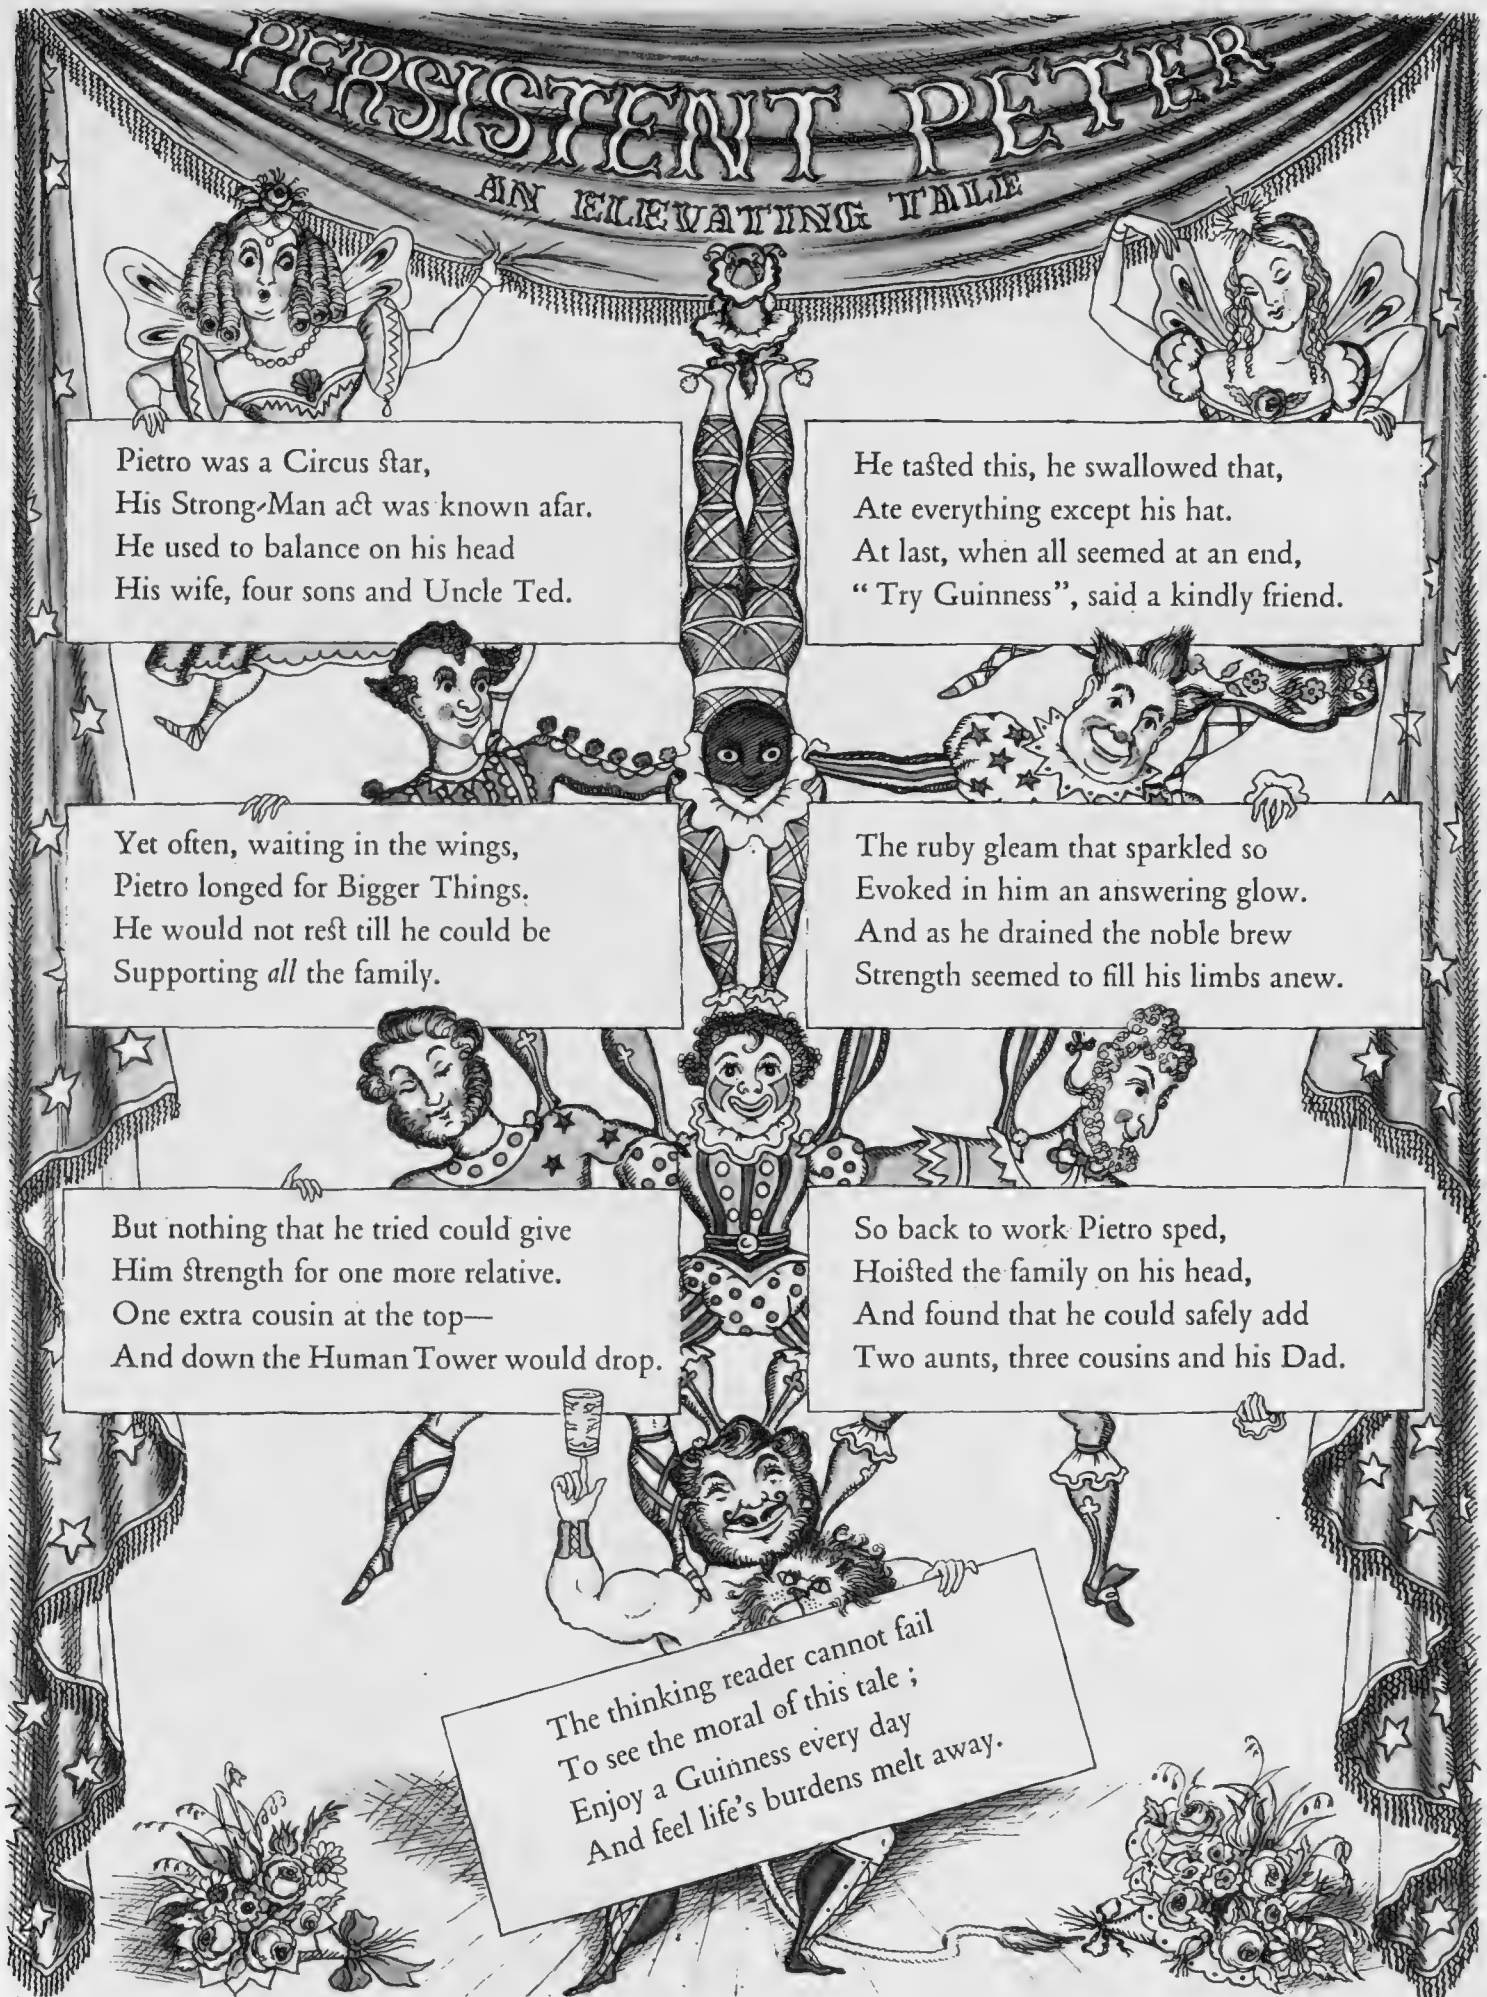 PERSISTENT PETER
AN ELEVATING TALE
Pietro was a Circus star,
His Strong-Man act was known afar.
He used to balance on his head
His wife, four sons and Uncle Ted.
Yet often, waiting in the wings,
Pietro longed for Bigger Things.
He would not rest till he could be
Supporting all the family.
But nothing that he tried could give
Him strength for one more relative.
One extra cousin at the top—
And down the Human Tower would drop.
He tasted this, he swallowed that,
Ate everything except his hat.
At last, when all seemed at an end,
“ Try Guinness”, said a kindly friend.
The ruby gleam that sparkled so
Evoked in him an answering glow.
And as he drained the noble brew
Strength seemed to fill his limbs anew.
So back to work Pietro sped,
Hoisted the family on his head,
And found that he could safely add
Two aunts, three cousins and his Dad.
The thinking reader cannot fail
To see the moral of this tale ;
Enjoy a Guinness every day
And feel life's burdens melt away.